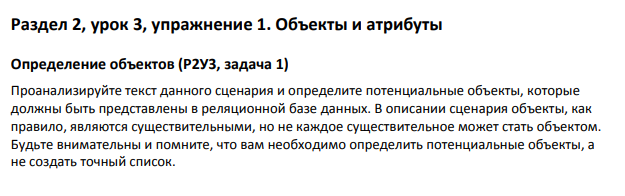 Раздел 2, урок 3, упражнение 1. Объекты и атрибуты
Определение объектов (Р2У3, задача 1)
Проанализируйте текст данного сценария и определите потенциальные объекты, которые
должны быть представлены в реляционной базе данных. В описании сценария объекты, как
правило, являются существительными, но не каждое существительное может стать объектом.
Будьте внимательны и помните, что вам необходимо определить потенциальные объекты, а
не создать точный список.